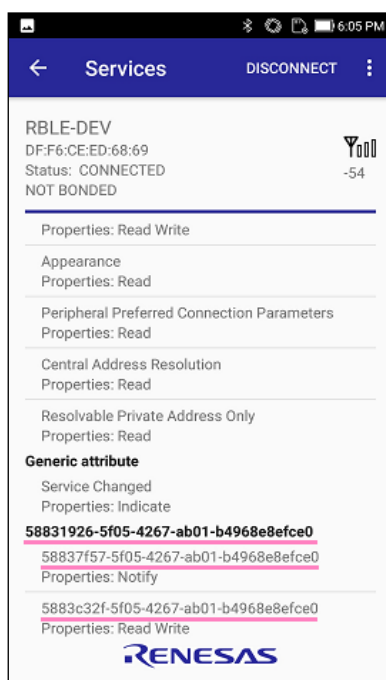 6:05 PM
Services
DISCONNECT
RBLE-DEV
DF:F6:CE:ED:68:69
Status: CONNECTED
-54
NOT BONDED
Properties: Read Write
Appearance
Properties: Read
Peripheral Preferred Connection Parameters
Properties: Read
Central Address Resolution
Properties: Read
Resolvable Private Address Only
Properties: Read
Generic attribute
Service Changed
Properties: Indicate
58831926-5f05-4267-ab01-b4968e8efce0
58837f57-5f05-4267-ab01-b4968e8efce0
Properties: Notify
5883c32f-5f05-4267-ab01-b4968e8efce0
Properties: Read Write
RENESAS